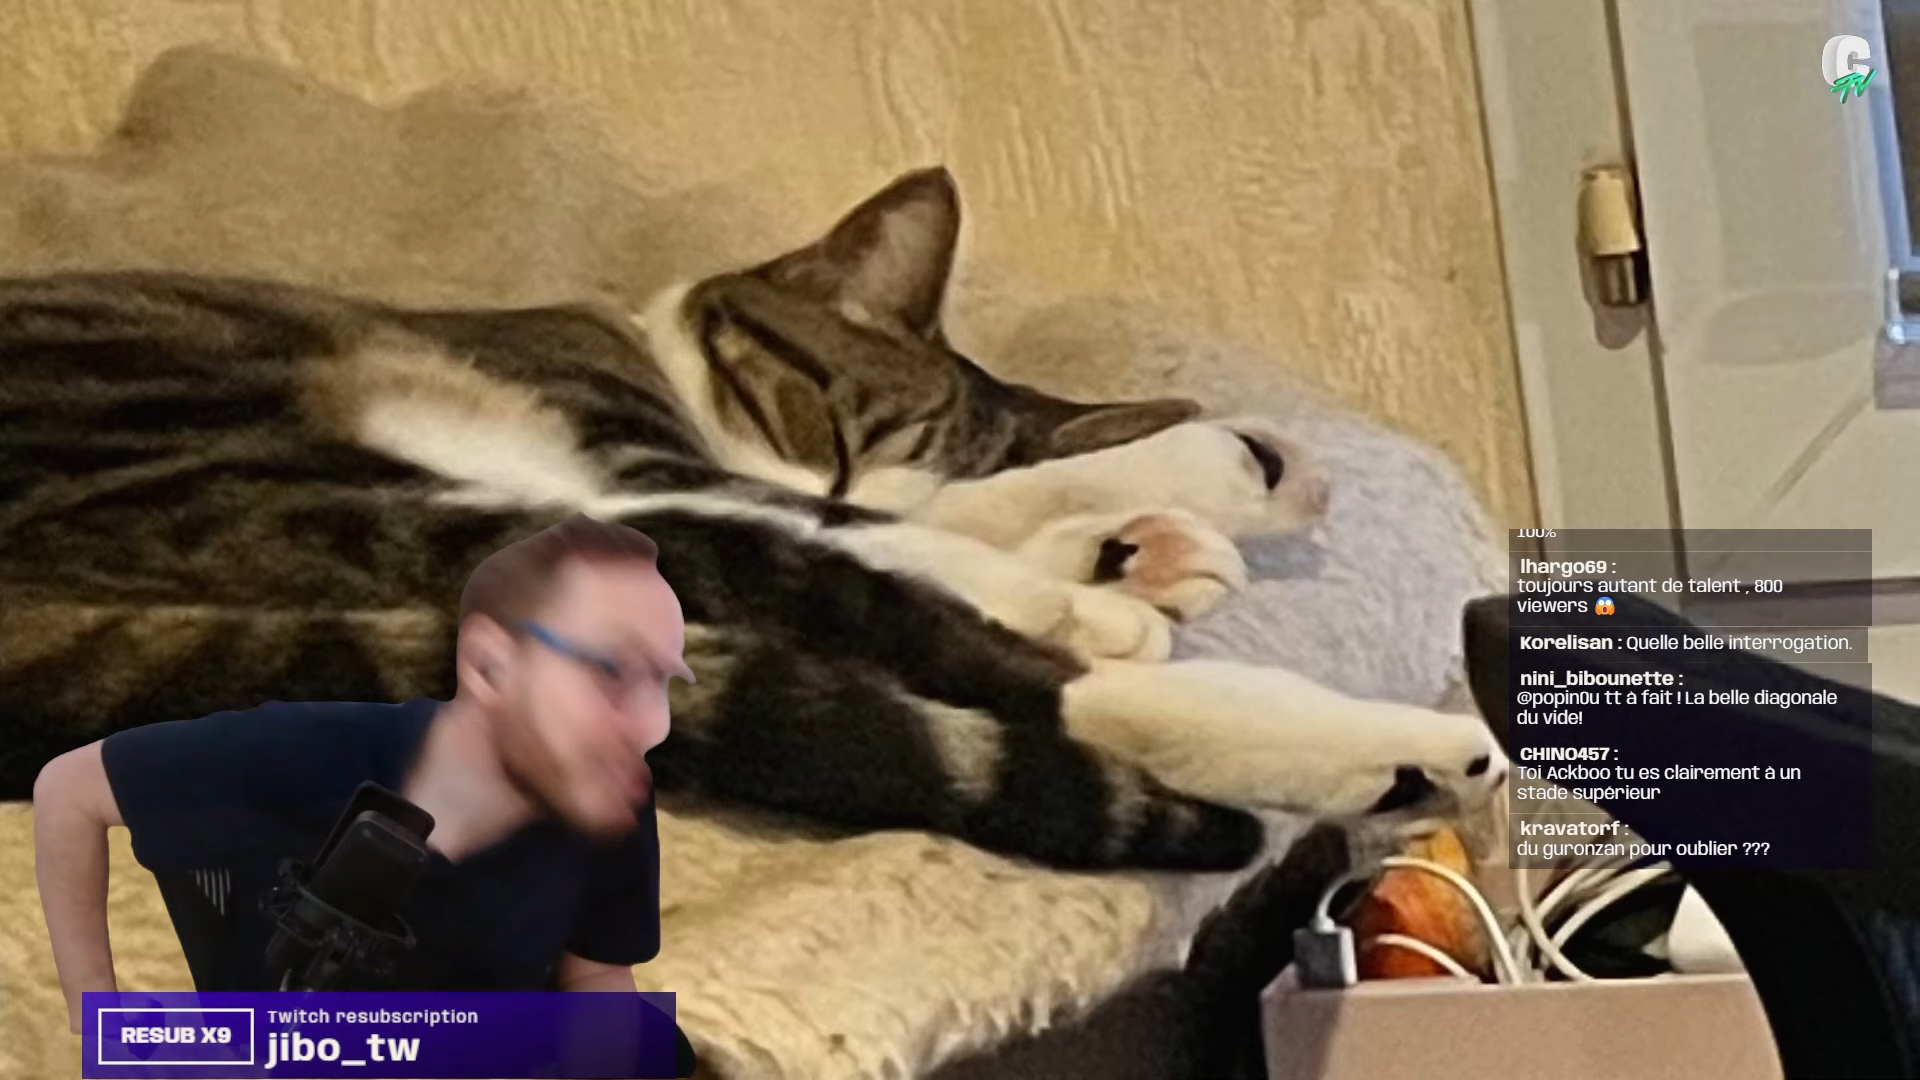 G
TV
100%
lhargo69 :
toujours autant de talent , 800
viewers 😱
Korelisan : Quelle belle interrogation.
nini_bibounette :
@popin0u tt à fait ! La belle diagonale
du vide!
CHINO457 :
Toi Ackboo tu es clairement à un
stade supérieur
kravatorf :
du guronzan pour oublier ???
RESUB X9
Twitch resubscription
jibo_tw